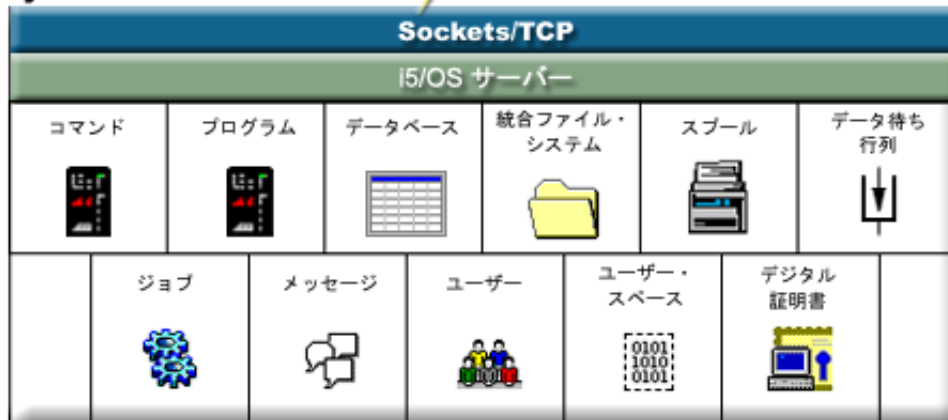 Sockets/TCP
i5/OS サーバー
コマンド
プログラム
データベース
統合ファイル・
システム
スプール
データ待ち
行列
ジョブ
メッセージ
ユーザー
ユーザー・
スペース
0101
1010
0101
デジタル
証明書